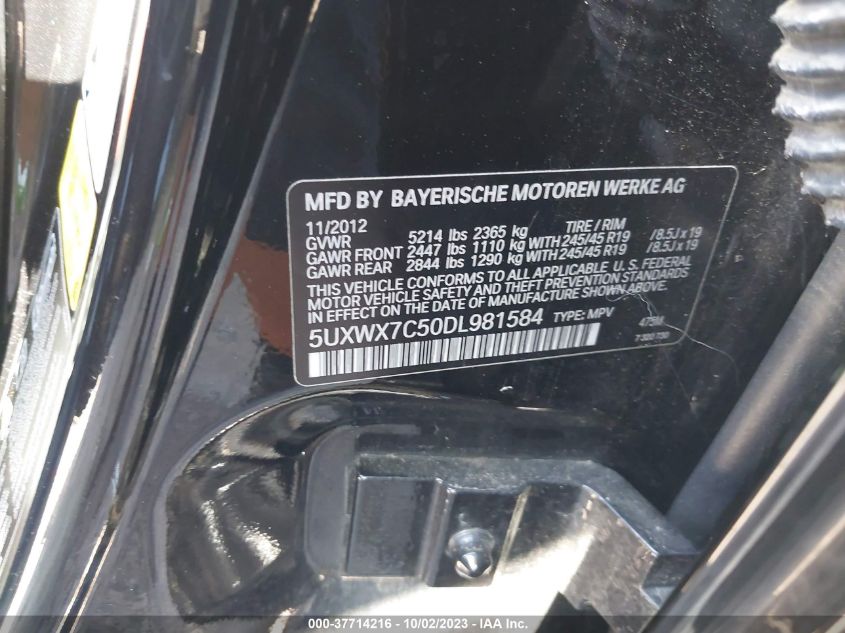 MFD BY BAYERISCHE MOTOREN WERKE AG
11/2012 TIRE / RIM
GVWR 5214 lbs 2365 kg
GAWR FRONT 2447 lbs 1110 kg WITH 245/45 R19 / 8.5J x 19
GAWR REAR 2844 lbs 1290 kg WITH 245/45 R19 / 8.5J x 19
THIS VEHICLE CONFORMS TO ALL APPLICABLE U.S. FEDERAL
MOTOR VEHICLE SAFETY AND THEFT PREVENTION STANDARDS
IN EFFECT ON THE DATE OF MANUFACTURE SHOWN ABOVE.
5UXWX7C50DL981584 TYPE: MPV 475M
000-37714216 - 10/02/2023 - IAA Inc.